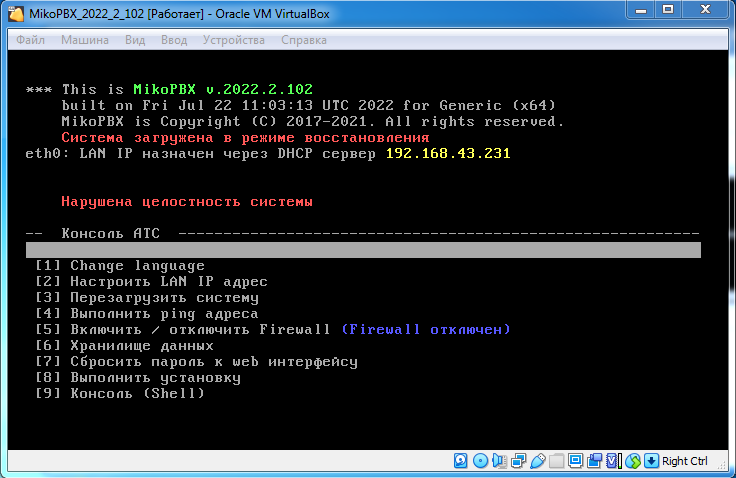 MikoPBX_2022_2_102 [Работает] - Oracle VM VirtualBox
Файл Машина Вид Ввод Устройства Справка
*** This is MikoPBX v.2022.2.102
built on Fri Jul 22 11:03:13 UTC 2022 for Generic (x64)
MikoPBX is Copyright (C) 2017-2021. All rights reserved.
Система загружена в режиме восстановления
eth0: LAN IP назначен через DHCP сервер 192.168.43.231
Нарушена целостность системы
-- Консоль АТС ----------------------------------------------------------
[1] Change language
[2] Настроить LAN IP адрес
[3] Перезагрузить систему
[4] Выполнить ping адреса
[5] Включить / отключить Firewall (Firewall отключен)
[6] Хранилище данных
[7] Сбросить пароль к web интерфейсу
[8] Выполнить установку
[9] Консоль (Shell)
Right Ctrl